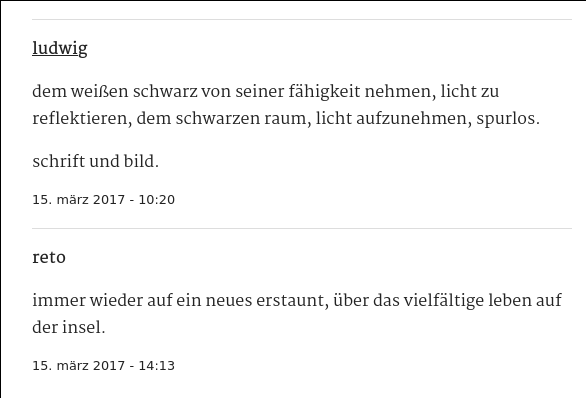 ludwig
dem weißen schwarz von seiner fähigkeit nehmen, licht zu
reflektieren, dem schwarzen raum, licht aufzunehmen, spurlos.
schrift und bild.
15. märz 2017 - 10:20
reto
immer wieder auf ein neues erstaunt, über das vielfältige leben auf
der insel.
15. märz 2017 - 14:13